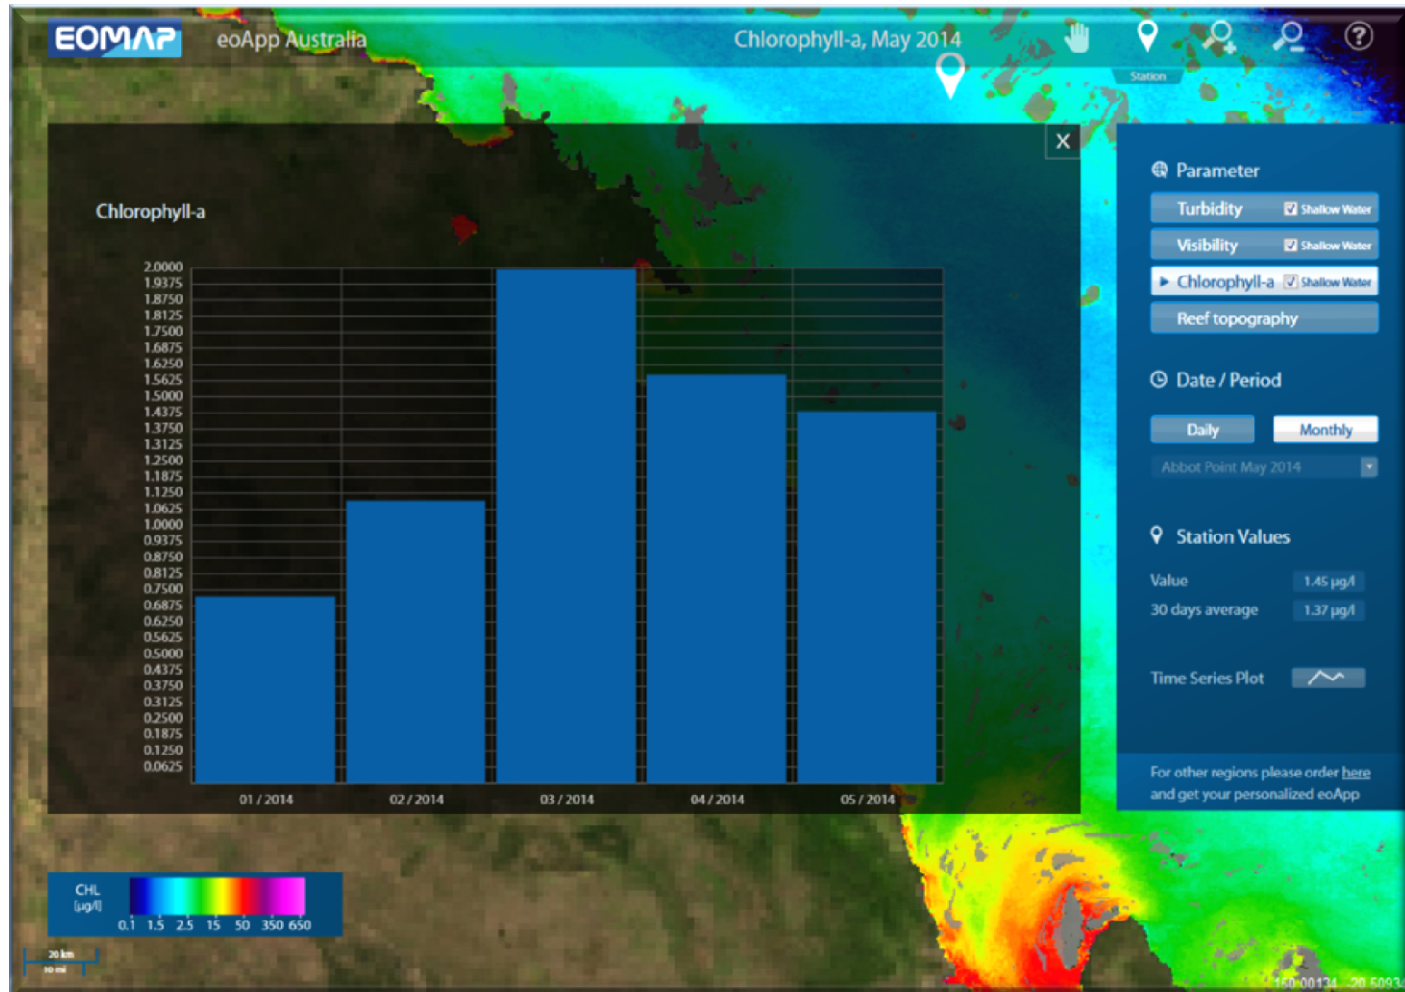 EOMAP
eoApp Australia
Chlorophyll-a, May 2014
?
Station
X
Chlorophyll-a
2.0000
1.9375
1.8750
1.8125
1.7500
1.6875
1.6250
1.5625
1.5000
1.4375
1.3750
1.3125
1.2500
1.1875
1.1250
1.0625
1.0000
0.9375
0.8750
0.8125
0.7500
0.6875
0.6250
0.5625
0.5000
0.4375
0.3750
0.3125
0.2500
0.1875
0.1250
0.0625
01 / 2014
02 / 2014
03 / 2014
04 / 2014
05 / 2014
Parameter
Turbidity Shallow Water
Visibility Shallow Water
Chlorophyll-a Shallow Water
Reef topography
Date / Period
Daily
Monthly
Abbot Point May 2014
Station Values
Value 1.45 µg/l
30 days average 1.37 µg/l
Time Series Plot
For other regions please order here
and get your personalized eoApp
CHL
[µg/l]
0.1 1.5 2.5 15 50 350 650
20 km
10 mi